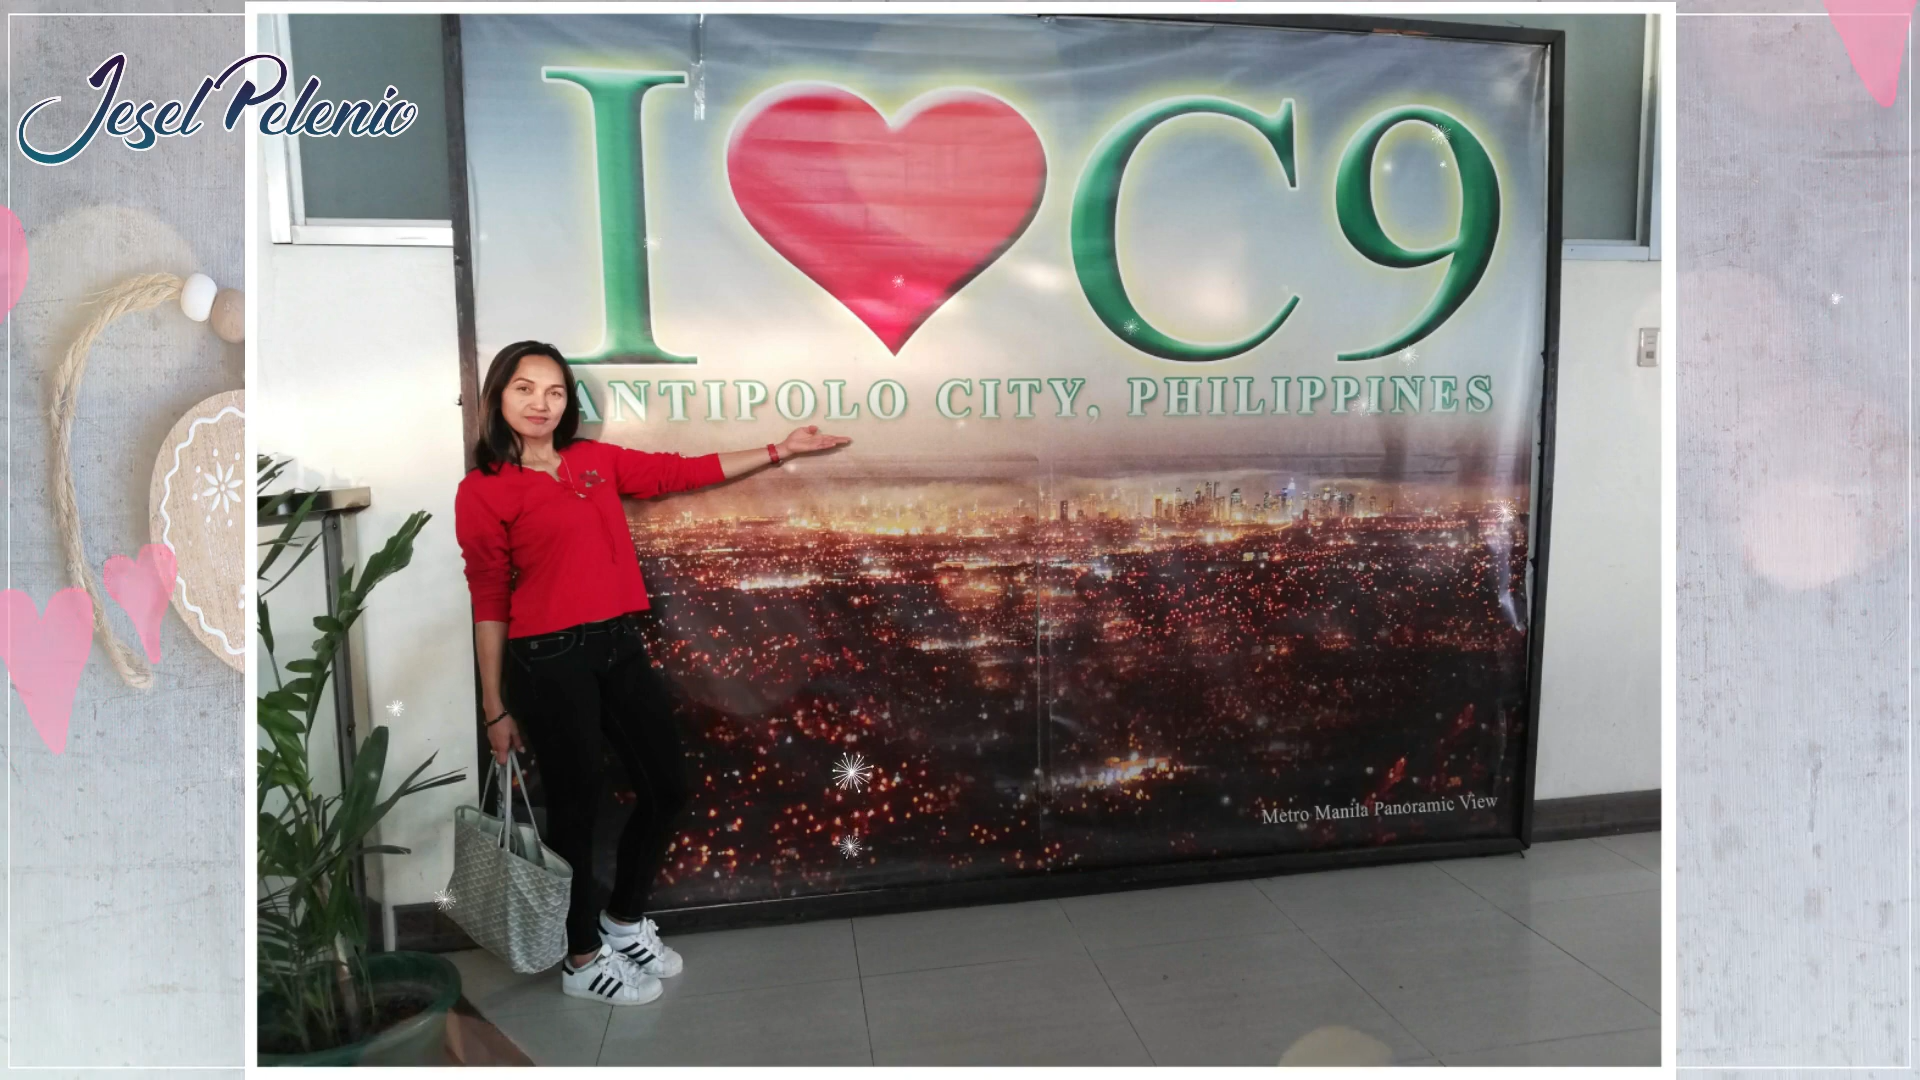 Jesel Pelenio
I ❤ C9
ANTIPOLO CITY, PHILIPPINES
Metro Manila Panoramic View